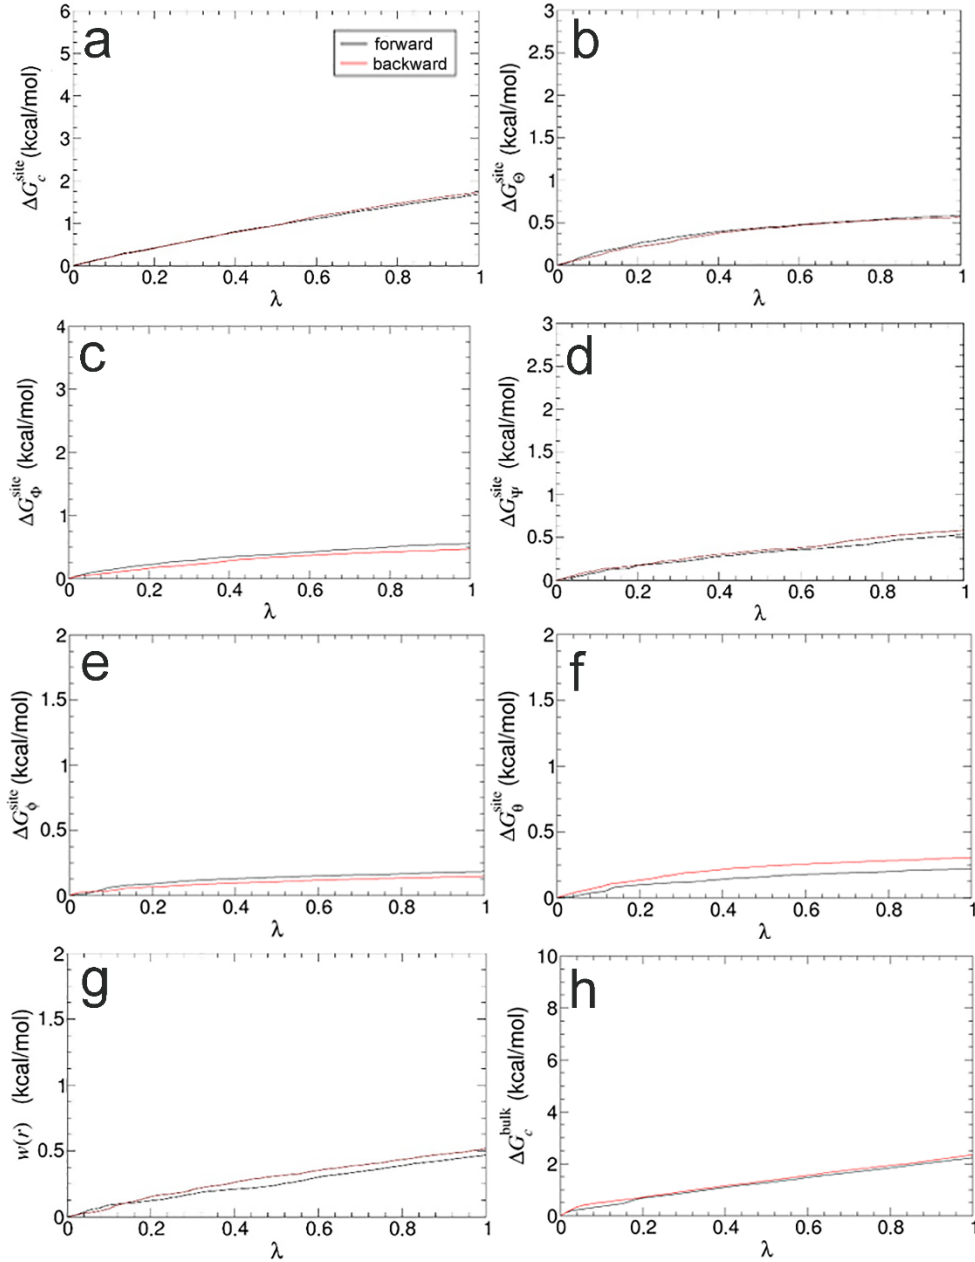 a
forward
backward
ΔG_c^site (kcal/mol)
6
5
4
3
2
1
0
0 0.2 0.4 0.6 0.8 1
λ
b
ΔG_Θ^site (kcal/mol)
3
2.5
2
1.5
1
0.5
0
0 0.2 0.4 0.6 0.8 1
λ
c
ΔG_Φ^site (kcal/mol)
4
3
2
1
0
0 0.2 0.4 0.6 0.8 1
λ
d
ΔG_Ψ^site (kcal/mol)
3
2.5
2
1.5
1
0.5
0
0 0.2 0.4 0.6 0.8 1
λ
e
ΔG_ϕ^site (kcal/mol)
2
1.5
1
0.5
0
0 0.2 0.4 0.6 0.8 1
λ
f
ΔG_θ^site (kcal/mol)
2
1.5
1
0.5
0
0 0.2 0.4 0.6 0.8 1
λ
g
w(r) (kcal/mol)
2
1.5
1
0.5
0
0 0.2 0.4 0.6 0.8 1
λ
h
ΔG_c^bulk (kcal/mol)
10
8
6
4
2
0
0 0.2 0.4 0.6 0.8 1
λ